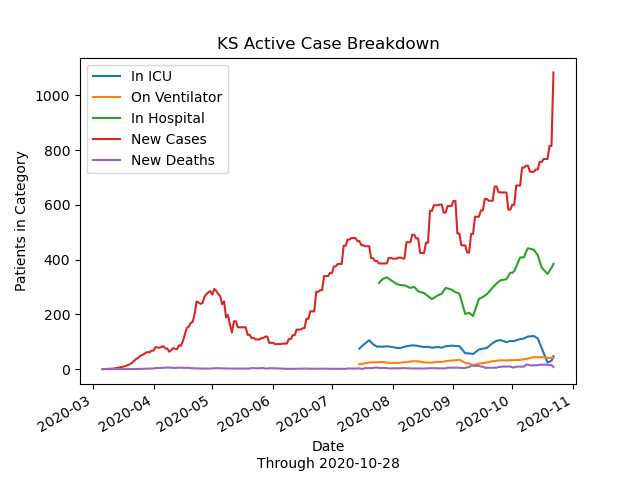 KS Active Case Breakdown
In ICU
On Ventilator
In Hospital
New Cases
New Deaths
Patients in Category
1000
800
600
400
200
0
2020-03
2020-04
2020-05
2020-06
2020-07
2020-08
2020-09
2020-10
2020-11
Date
Through 2020-10-28